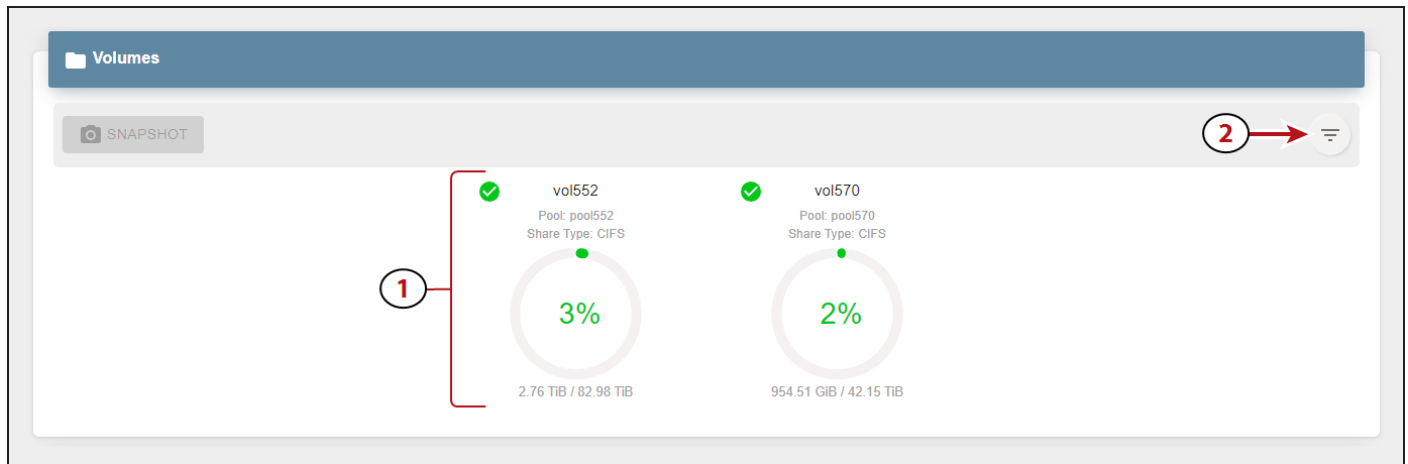 Volumes
SNAPSHOT
2
vol552
Pool: pool552
Share Type: CIFS
3%
2.76 TiB / 82.98 TiB
vol570
Pool: pool570
Share Type: CIFS
2%
954.51 GiB / 42.15 TiB
1